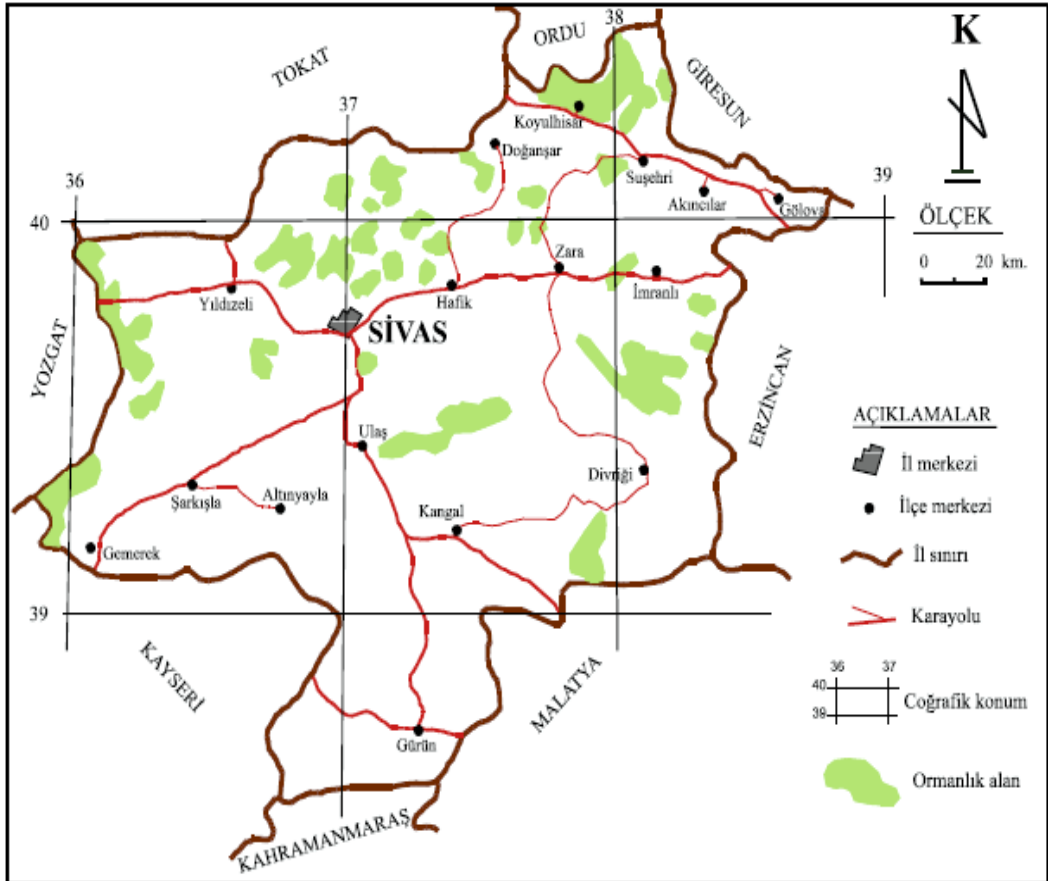 ORDU
38
K
TOKAT
GİRESUN
37
Koyulhisar
Doğanşar
36
Suşehri
39
Akıncılar
Gölova
40
ÖLÇEK
Zara
0 20 km.
Yıldızeli
Hafik
İmranlı
SİVAS
YOZGAT
ERZİNCAN
AÇIKLAMALAR
Ulaş
İl merkezi
Divriği
Şarkışla
Altınyayla
Kangal
İlçe merkezi
Gemerek
İl sınırı
39
Karayolu
KAYSERİ
MALATYA
36 37
40
39
Coğrafik konum
Gürün
Ormanlık alan
KAHRAMANMARAŞ